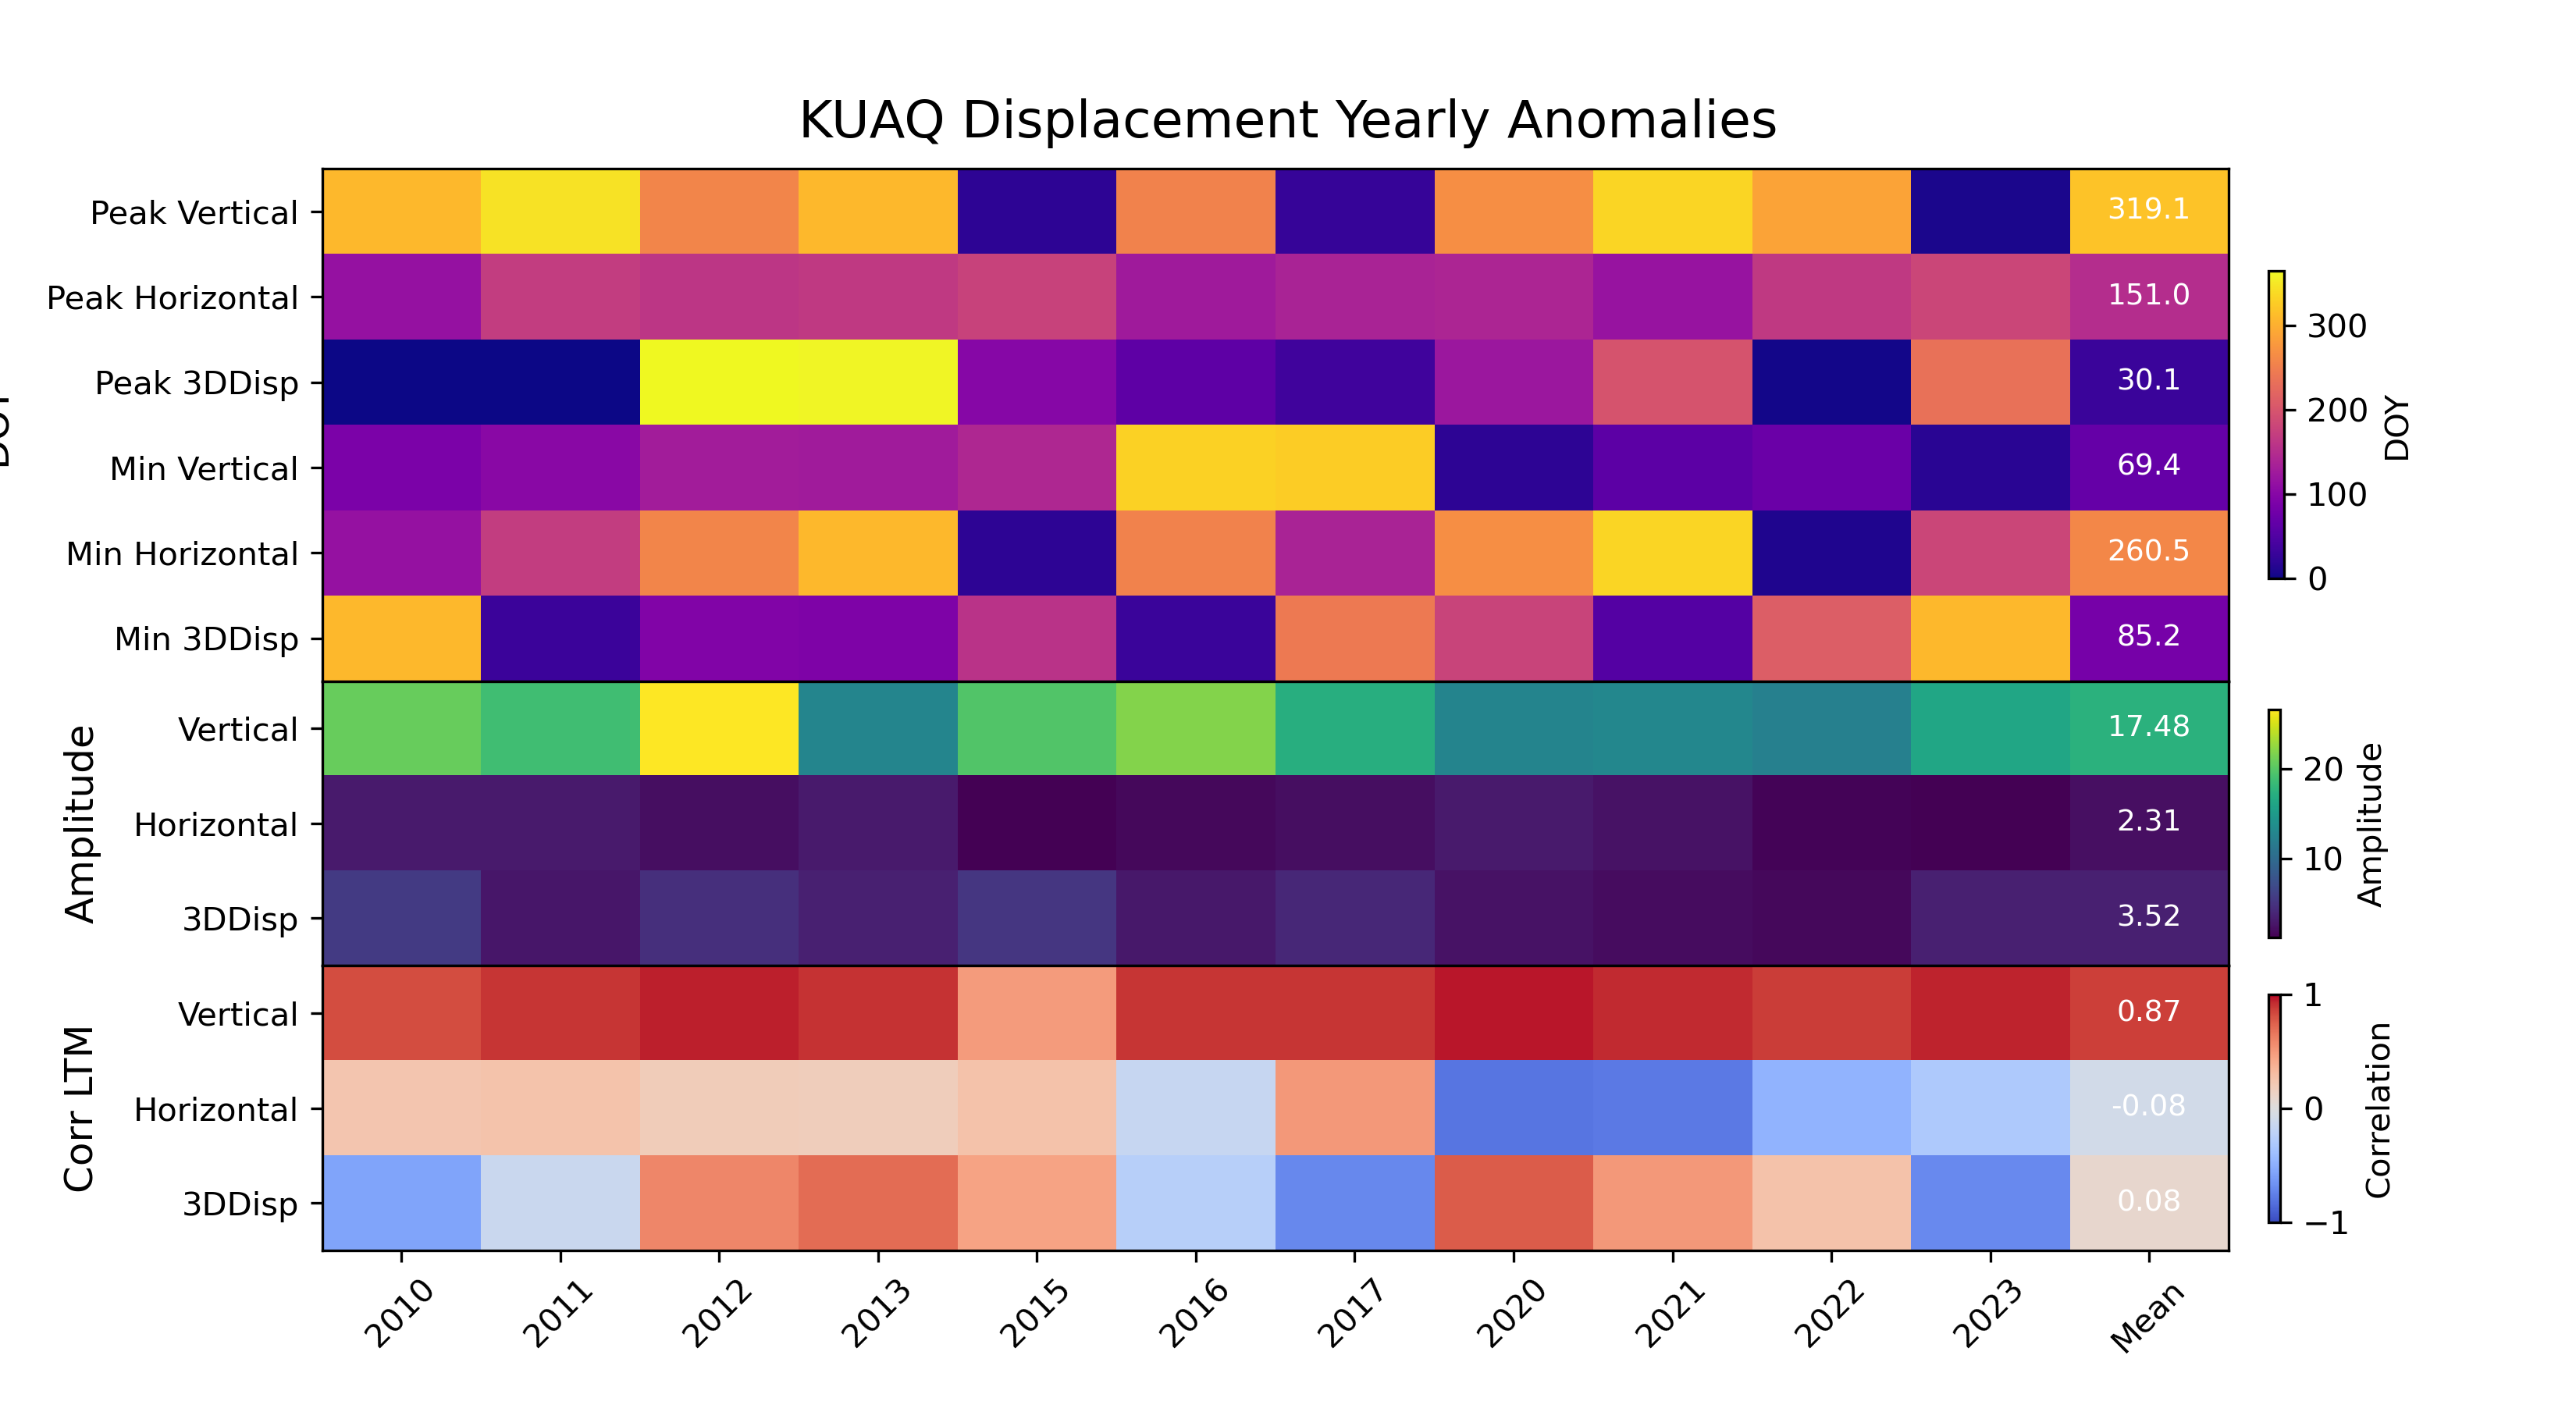 KUAQ Displacement Yearly Anomalies
Peak Vertical
Peak Horizontal
Peak 3DDisp
Min Vertical
Min Horizontal
Min 3DDisp
319.1
151.0
30.1
69.4
260.5
85.2
300
200
100
0
DOY
Amplitude
Vertical
Horizontal
3DDisp
17.48
2.31
3.52
20
10
Amplitude
Corr LTM
Vertical
Horizontal
3DDisp
0.87
-0.08
0.08
1
0
−1
Correlation
2010
2011
2012
2013
2015
2016
2017
2020
2021
2022
2023
Mean